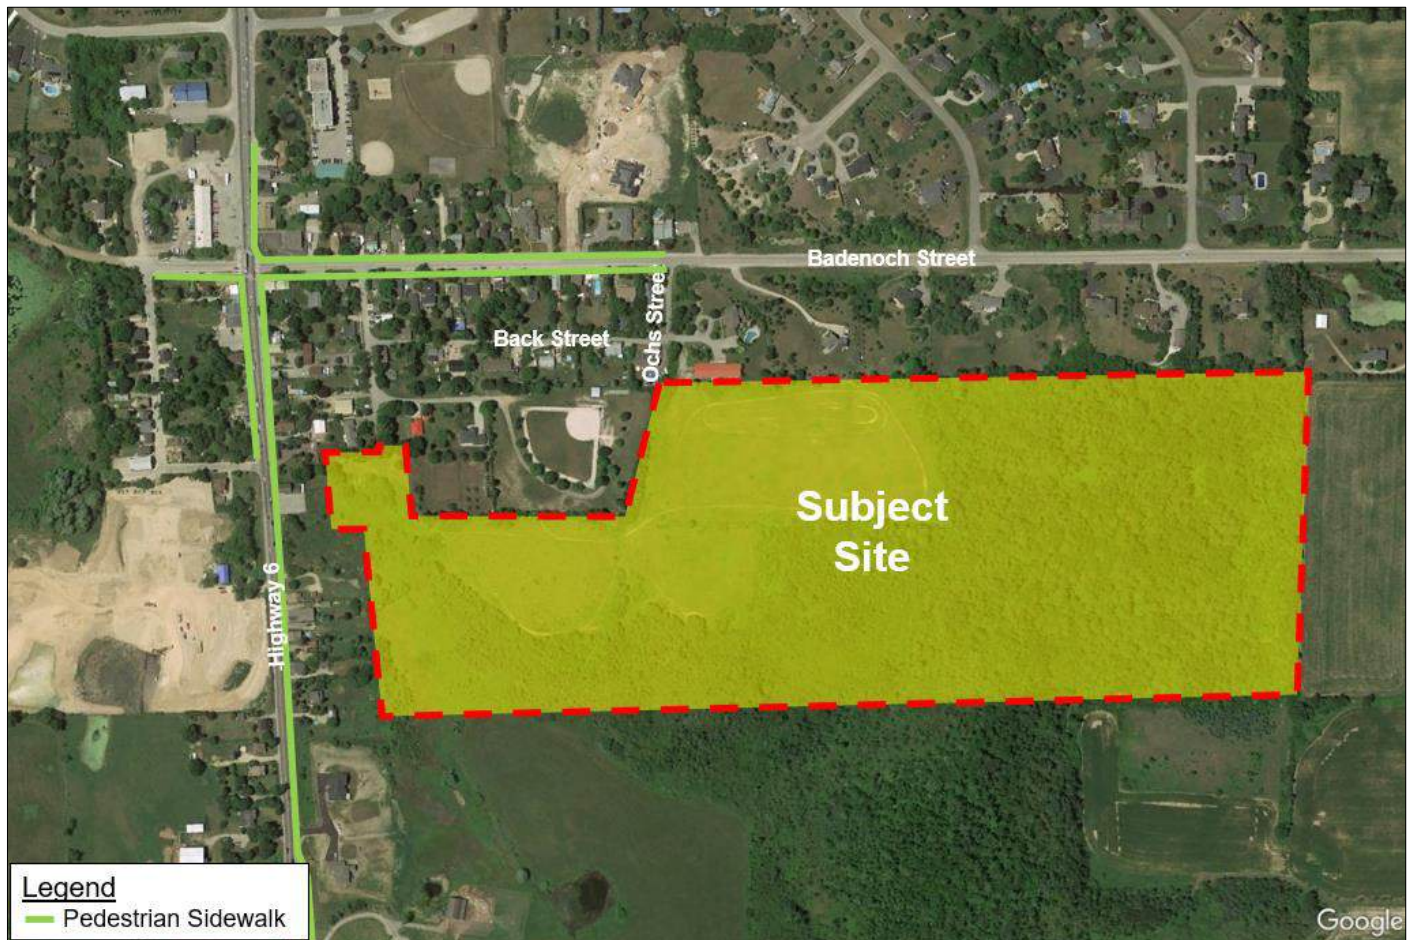 Badenoch Street
Back Street
Ochs Stree
Subject
Site
Highway 6
Legend
Pedestrian Sidewalk
Google